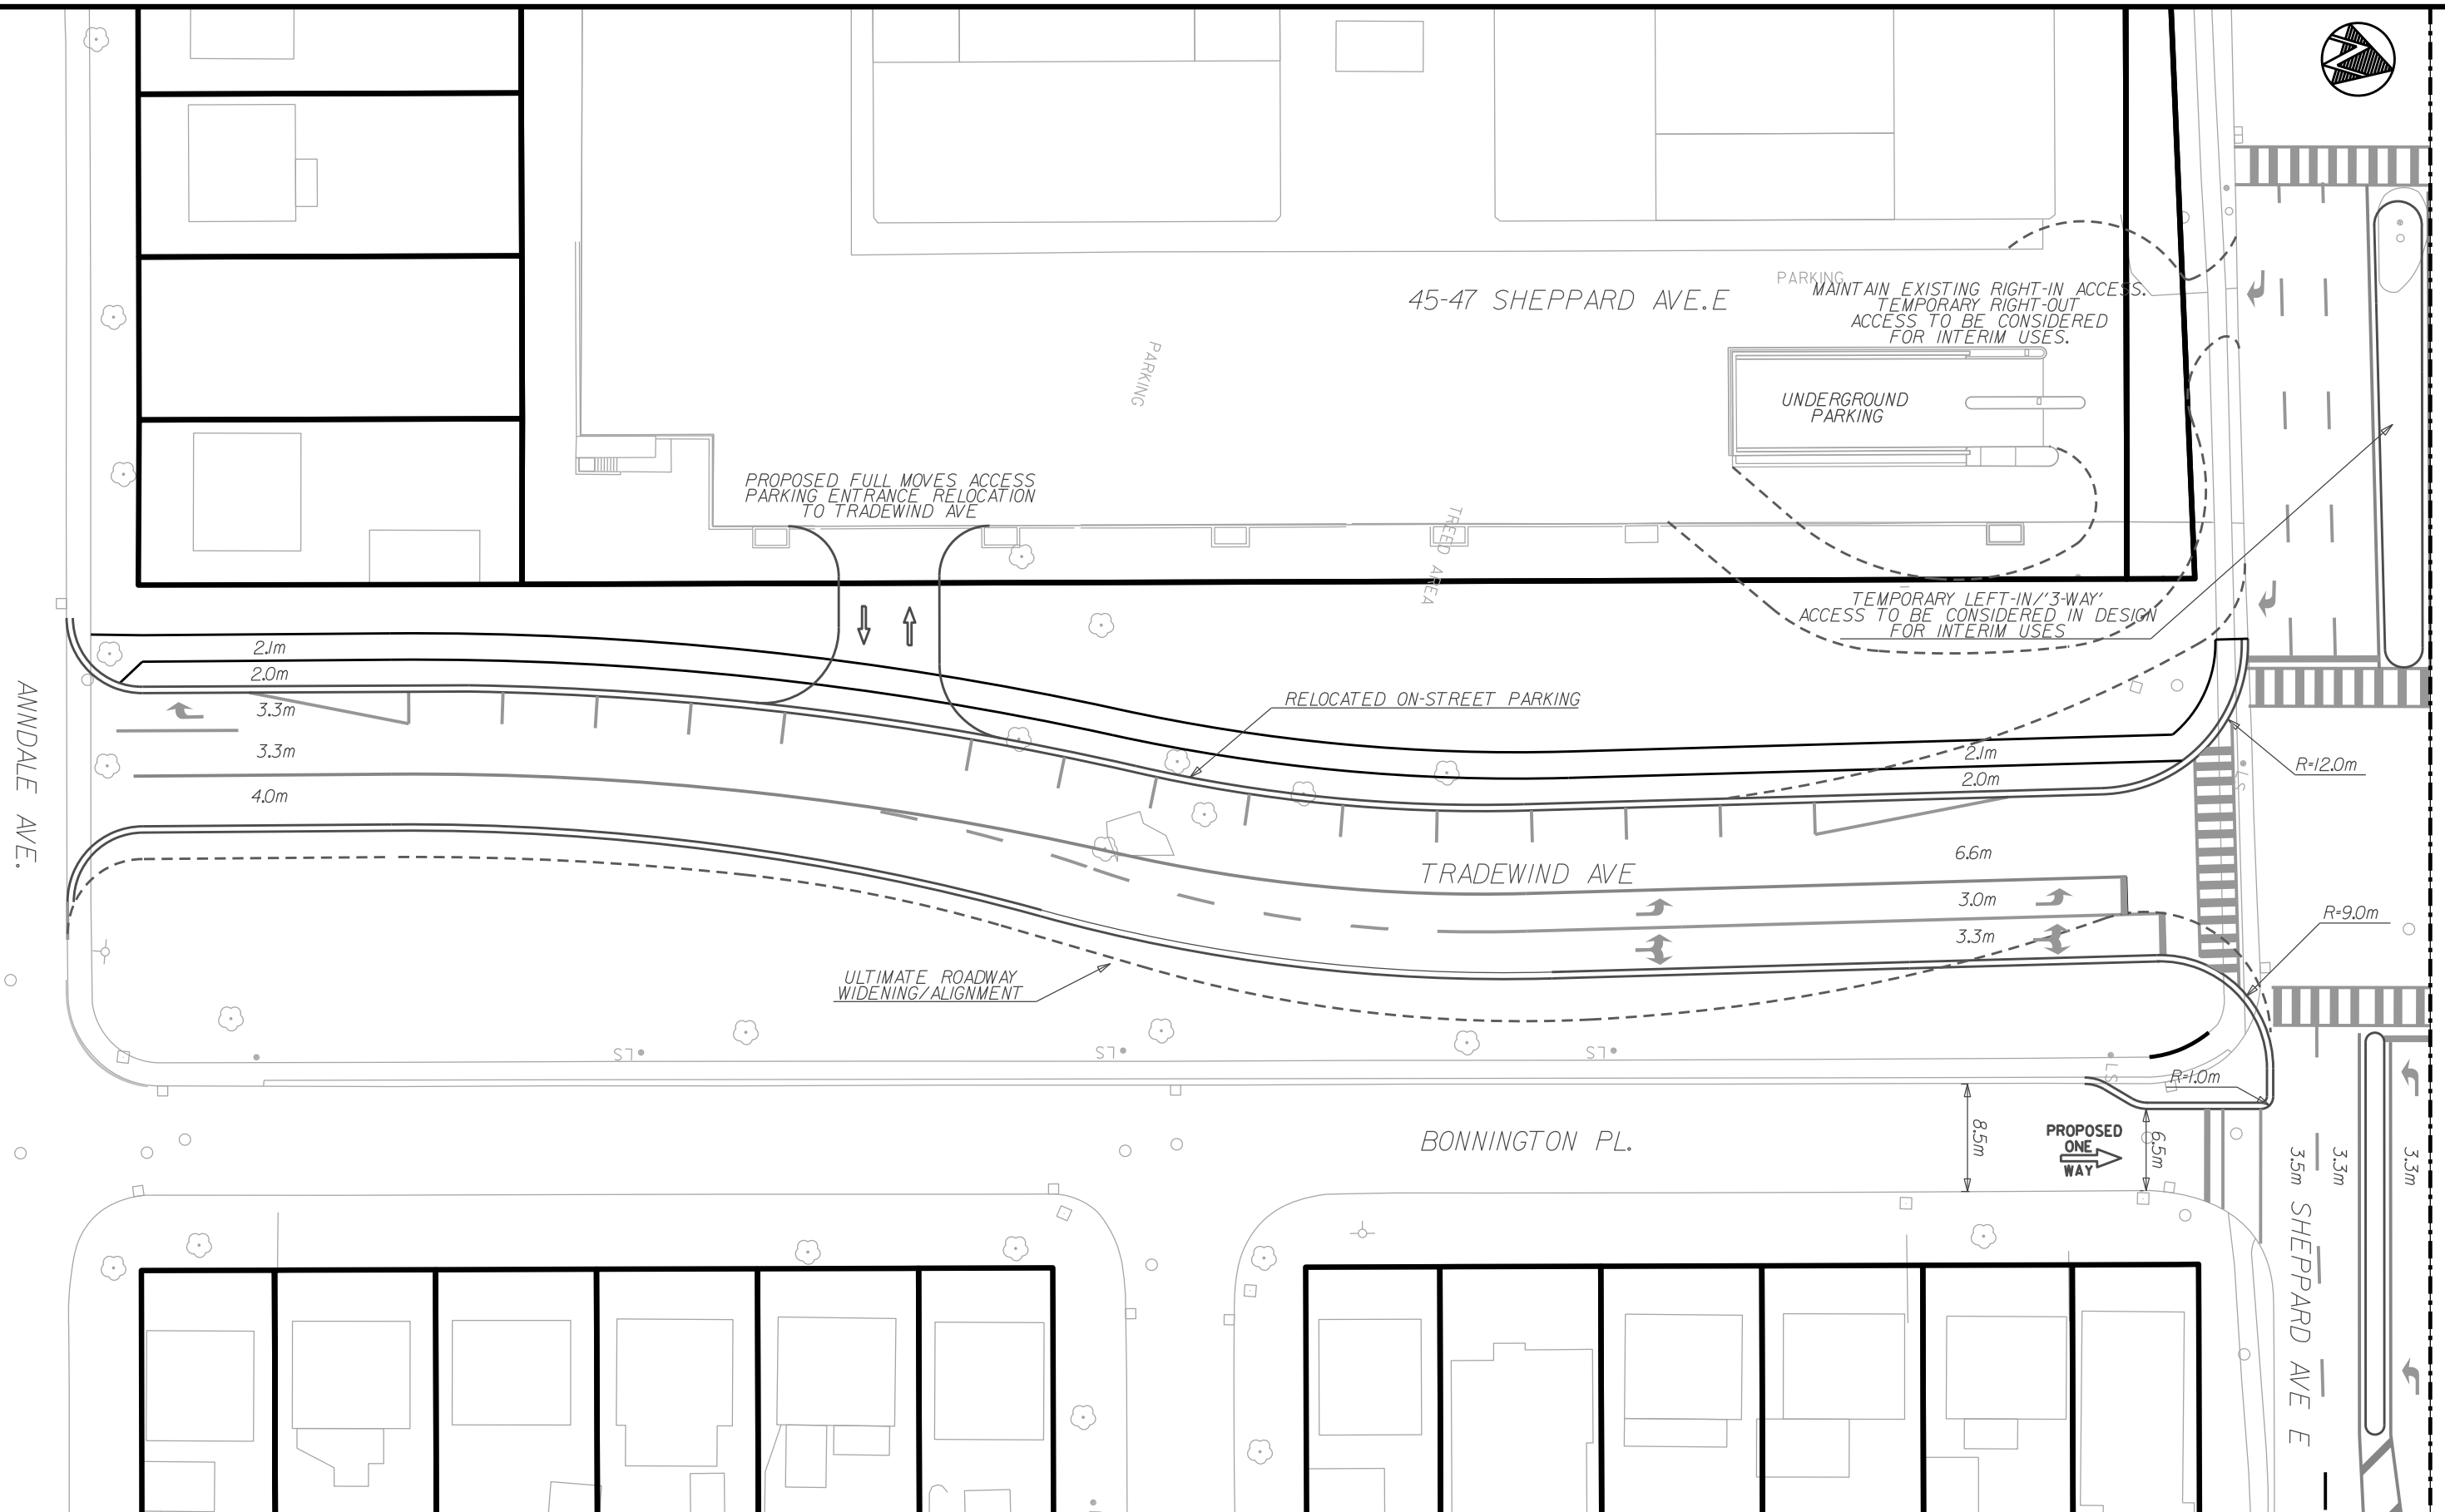 PARKING
45-47 SHEPPARD AVE.E
MAINTAIN EXISTING RIGHT-IN ACCESS.
TEMPORARY RIGHT-OUT
ACCESS TO BE CONSIDERED
FOR INTERIM USES.
PARKING
UNDERGROUND
PARKING
PROPOSED FULL MOVES ACCESS
PARKING ENTRANCE RELOCATION
TO TRADEWIND AVE
TREED AREA
TEMPORARY LEFT-IN/'3-WAY'
ACCESS TO BE CONSIDERED IN DESIGN
FOR INTERIM USES
2.1m
2.0m
3.3m
3.3m
4.0m
ANNDALE AVE.
RELOCATED ON-STREET PARKING
2.1m
2.0m
R=12.0m
LS
6.6m
TRADEWIND AVE
3.0m
3.3m
R=9.0m
ULTIMATE ROADWAY
WIDENING/ALIGNMENT
LS
LS
LS
LS
R=1.0m
BONNINGTON PL.
8.5m
PROPOSED
ONE
WAY
6.5m
3.5m
3.3m
3.3m
SHEPPARD AVE E